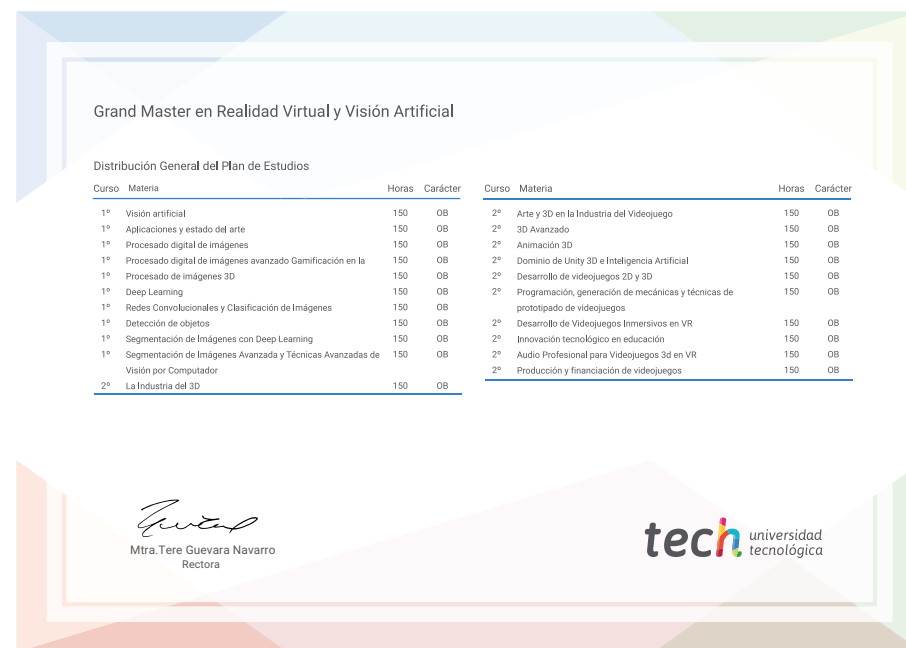 Grand Master en Realidad Virtual y Visión Artificial
Distribución General del Plan de Estudios
Curso Materia Horas Carácter
1º Visión artificial 150 OB
1º Aplicaciones y estado del arte 150 OB
1º Procesado digital de imágenes 150 OB
1º Procesado digital de imágenes avanzado Gamificación en la 150 OB
1º Procesado de imágenes 3D 150 OB
1º Deep Learning 150 OB
1º Redes Convolucionales y Clasificación de Imágenes 150 OB
1º Detección de objetos 150 OB
1º Segmentación de Imágenes con Deep Learning 150 OB
1º Segmentación de Imágenes Avanzada y Técnicas Avanzadas de 150 OB
Visión por Computador
2º La Industria del 3D 150 OB
Curso Materia Horas Carácter
2º Arte y 3D en la Industria del Videojuego 150 OB
2º 3D Avanzado 150 OB
2º Animación 3D 150 OB
2º Dominio de Unity 3D e Inteligencia Artificial 150 OB
2º Desarrollo de videojuegos 2D y 3D 150 OB
2º Programación, generación de mecánicas y técnicas de 150 OB
prototipado de videojuegos
2º Desarrollo de Videojuegos Inmersivos en VR 150 OB
2º Innovación tecnológico en educación 150 OB
2º Audio Profesional para Videojuegos 3d en VR 150 OB
2º Producción y financiación de videojuegos 150 OB
Mtra.Tere Guevara Navarro
Rectora
tech universidad
tecnológica